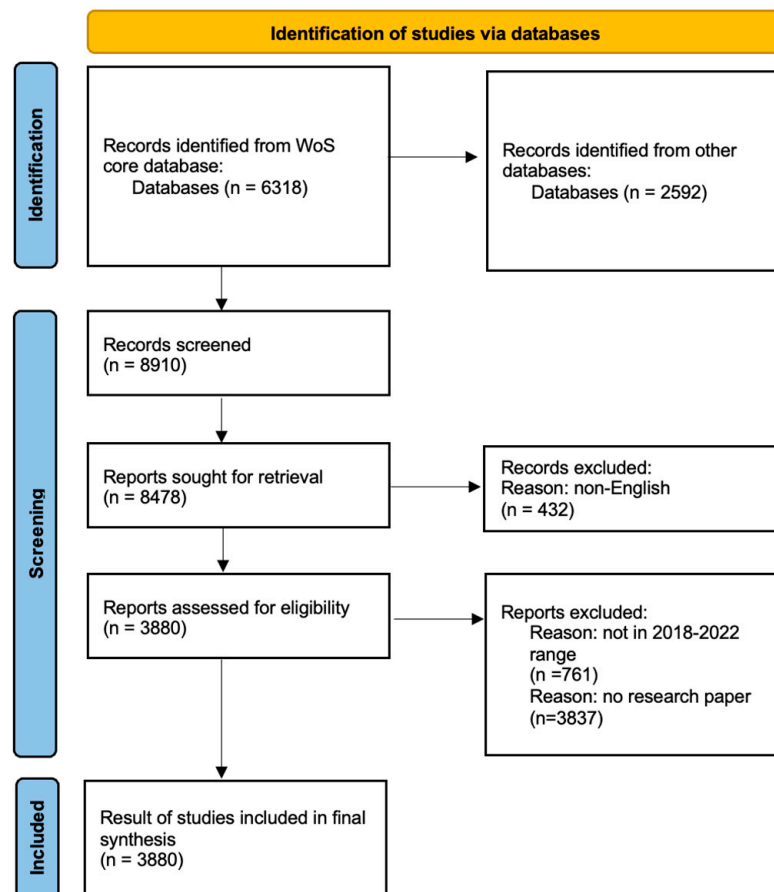 Identification of studies via databases
Identification
Records identified from WoS
core database:
Databases (n = 6318)
Records identified from other
databases:
Databases (n = 2592)
Screening
Records screened
(n = 8910)
Reports sought for retrieval
(n = 8478)
Records excluded:
Reason: non-English
(n = 432)
Reports assessed for eligibility
(n = 3880)
Reports excluded:
Reason: not in 2018-2022
range
(n =761)
Reason: no research paper
(n=3837)
Included
Result of studies included in final
synthesis
(n = 3880)